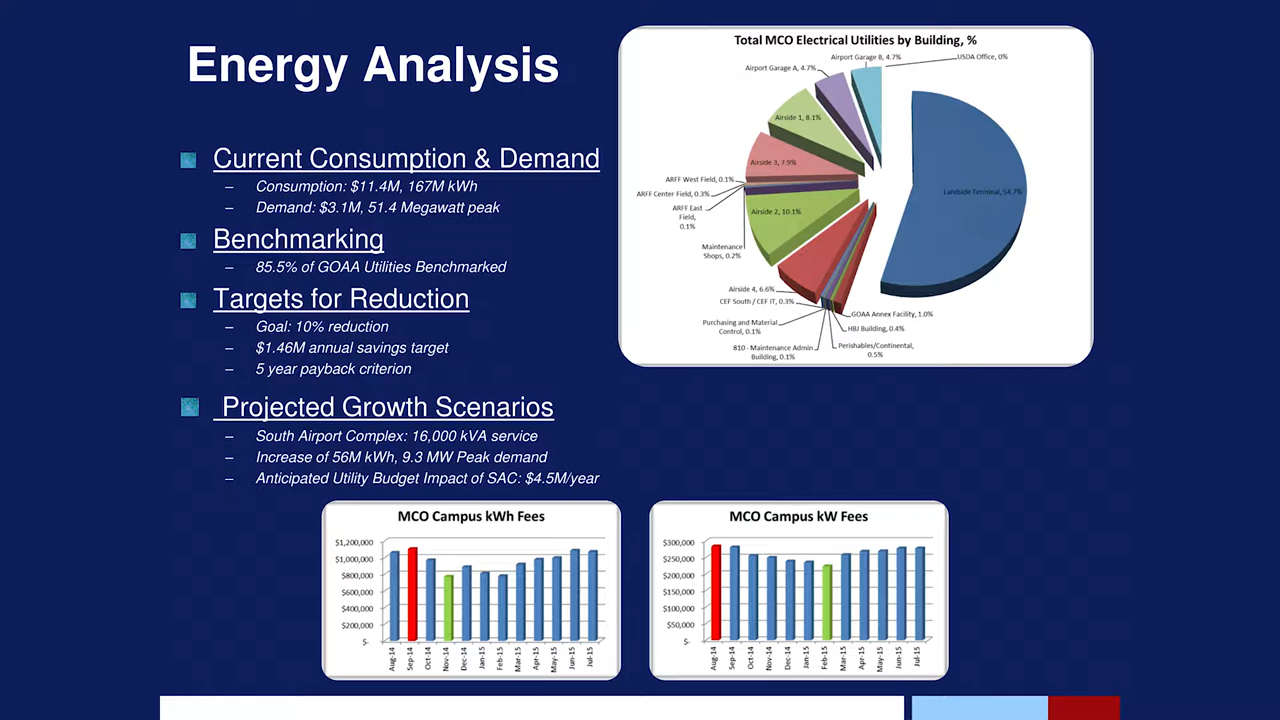 Energy Analysis
Current Consumption & Demand
– Consumption: $11.4M, 167M kWh
– Demand: $3.1M, 51.4 Megawatt peak
Benchmarking
– 85.5% of GOAA Utilities Benchmarked
Targets for Reduction
– Goal: 10% reduction
– $1.46M annual savings target
– 5 year payback criterion
Projected Growth Scenarios
– South Airport Complex: 16,000 kVA service
– Increase of 56M kWh, 9.3 MW Peak demand
– Anticipated Utility Budget Impact of SAC: $4.5M/year
Total MCO Electrical Utilities by Building, %
Airport Garage B, 4.7%
USDA Office, 0%
Airport Garage A, 4.7%
Airside 1, 8.1%
Airside 3, 7.9%
ARFF West Field, 0.1%
ARFF Center Field, 0.3%
ARFF East
Field,
0.1%
Airside 2, 10.1%
Maintenance
Shops, 0.2%
Landside Terminal, 54.7%
Airside 4, 6.6%
CEF South / CEF IT, 0.3%
Purchasing and Material
Control, 0.1%
810 - Maintenance Admin
Building, 0.1%
GOAA Annex Facility, 1.0%
HBJ Building, 0.4%
Perishables/Continental,
0.5%
MCO Campus kWh Fees
$1,200,000
$1,000,000
$800,000
$600,000
$400,000
$200,000
$-
Aug-14
Sep-14
Oct-14
Nov-14
Dec-14
Jan-15
Feb-15
Mar-15
Apr-15
May-15
Jun-15
Jul-15
MCO Campus kW Fees
$300,000
$250,000
$200,000
$150,000
$100,000
$50,000
$-
Aug-14
Sep-14
Oct-14
Nov-14
Dec-14
Jan-15
Feb-15
Mar-15
Apr-15
May-15
Jun-15
Jul-15